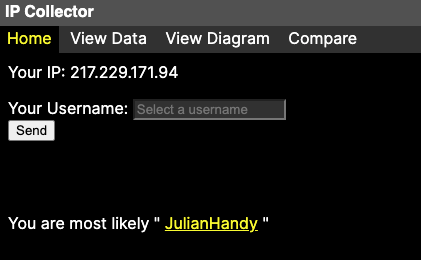 IP Collector
Home View Data View Diagram Compare
Your IP: 217.229.171.94
Your Username: Select a username
Send
You are most likely " JulianHandy "